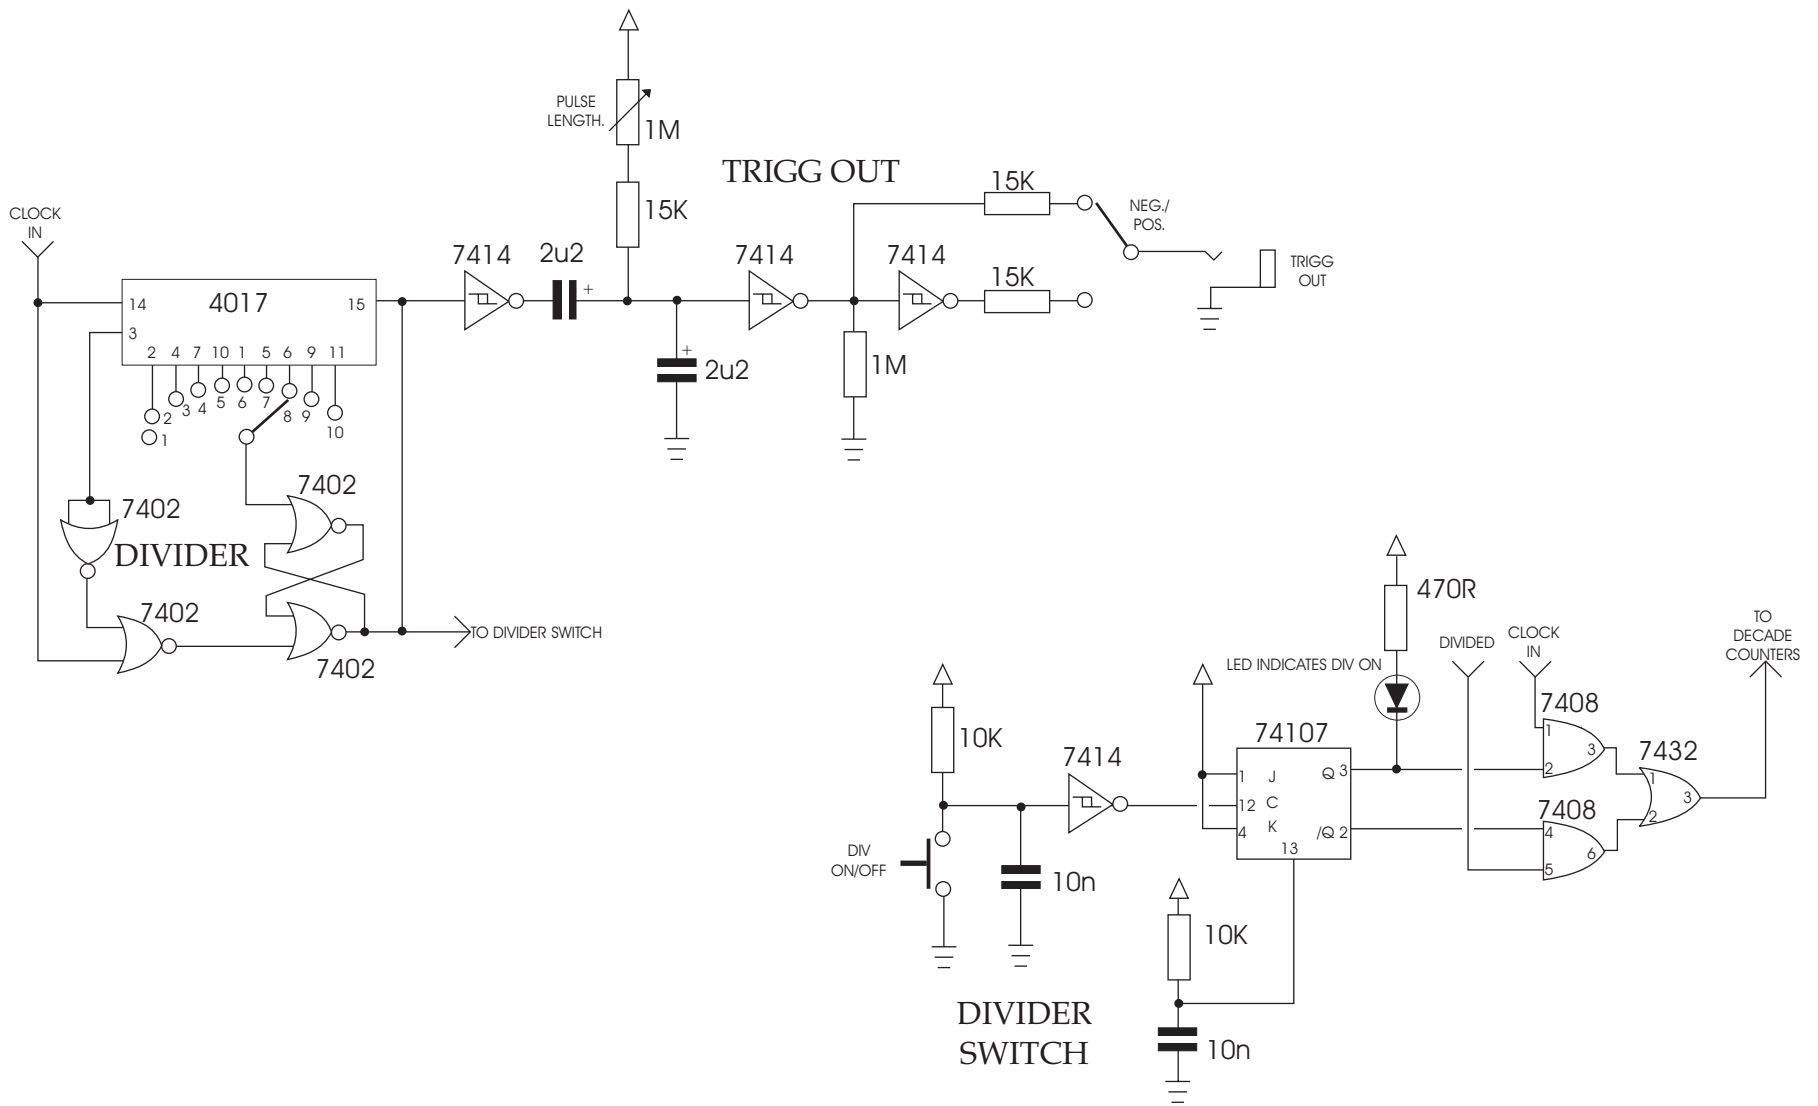 PULSE
LENGTH.
1M
TRIGG OUT
15K
15K
NEG./
POS.
CLOCK
IN
7414
2u2
+
7414
7414
15K
TRIGG
OUT
14
4017
15
3
2 4 7 10 1 5 6 9 11
+
2u2
1M
2
3
4
5
6
7
8
9
10
1
7402
7402
DIVIDER
7402
7402
TO DIVIDER SWITCH
470R
LED INDICATES DIV ON
DIVIDED
CLOCK
IN
TO
DECADE
COUNTERS
10K
7414
74107
1 J Q 3
12 C
4 K /Q 2
13
7408
1
2
3
7432
1
2
3
7408
4
5
6
DIV
ON/OFF
10n
10K
DIVIDER
SWITCH
10n